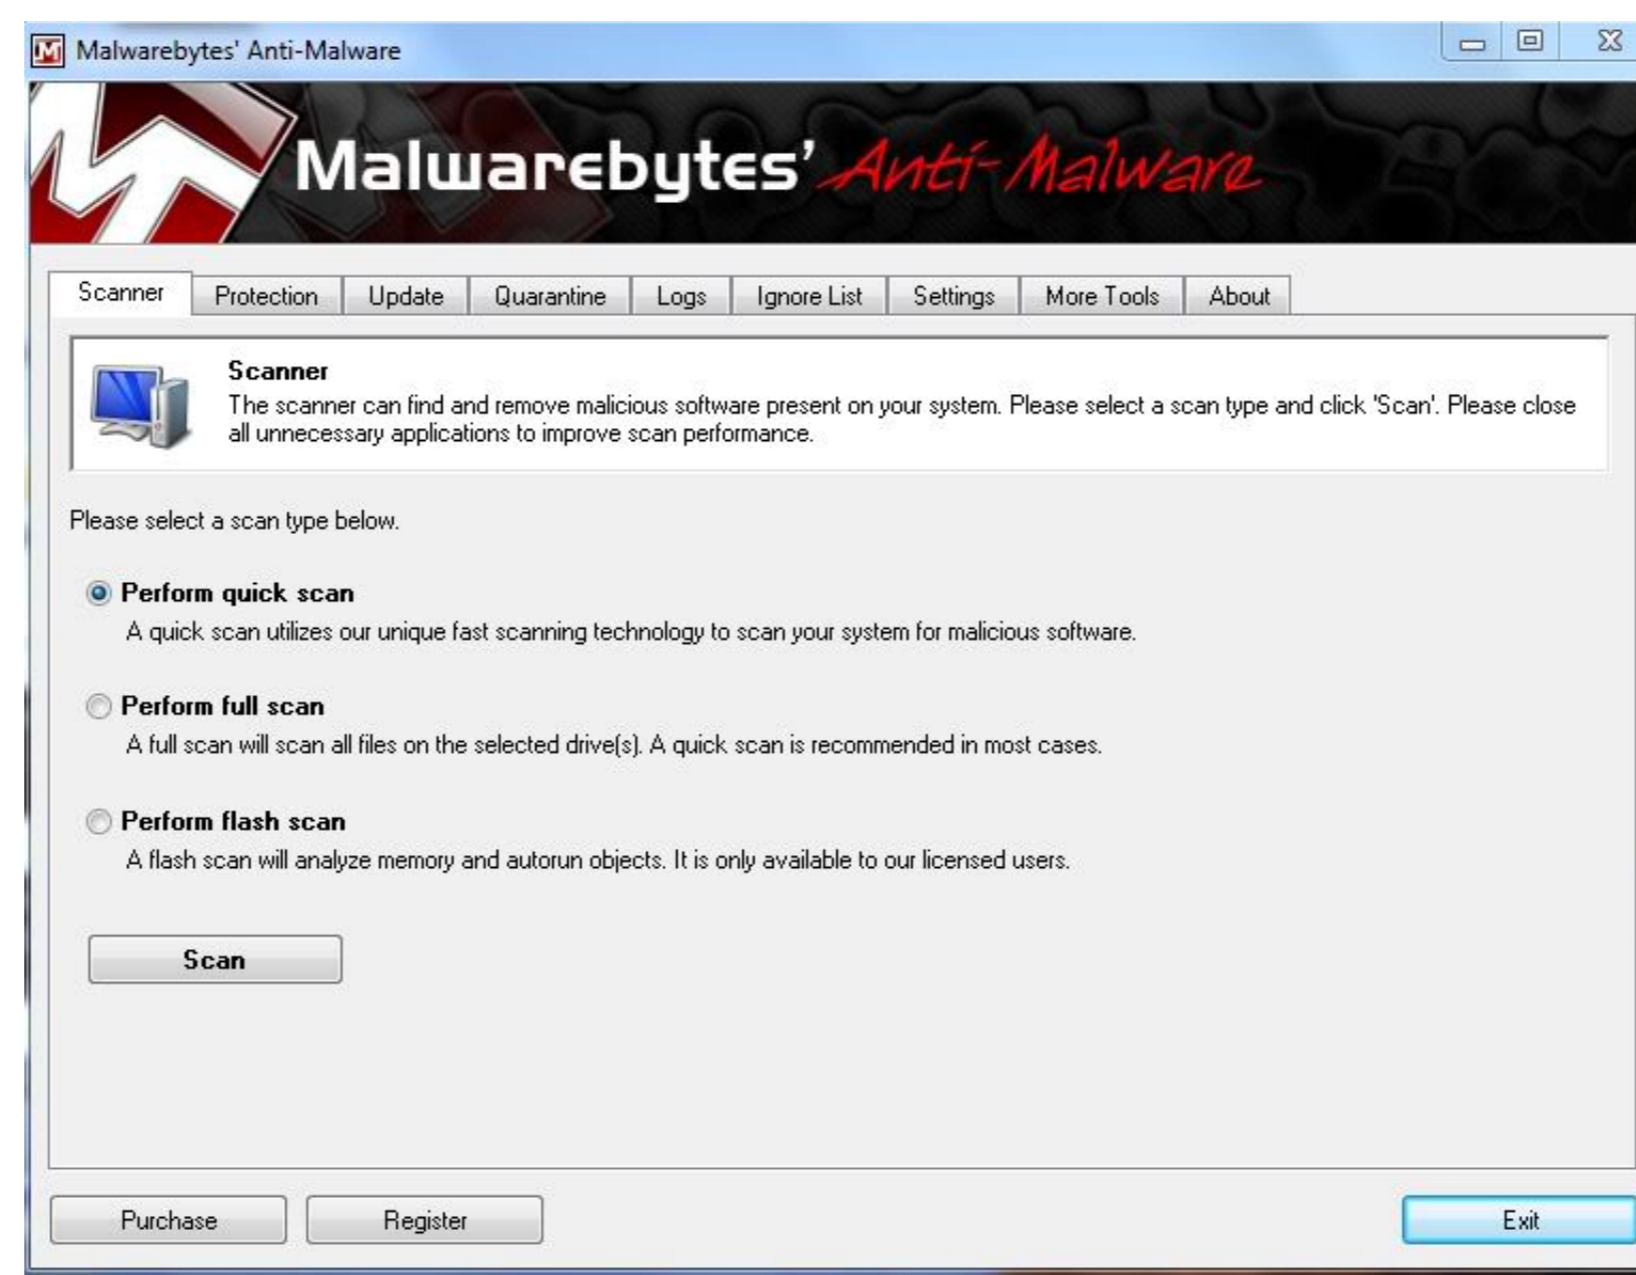 Malwarebytes' Anti-Malware
Malwarebytes' Anti-Malware
Scanner Protection Update Quarantine Logs Ignore List Settings More Tools About
Scanner
The scanner can find and remove malicious software present on your system. Please select a scan type and click 'Scan'. Please close
all unnecessary applications to improve scan performance.
Please select a scan type below.
Perform quick scan
A quick scan utilizes our unique fast scanning technology to scan your system for malicious software.
Perform full scan
A full scan will scan all files on the selected drive(s). A quick scan is recommended in most cases.
Perform flash scan
A flash scan will analyze memory and autorun objects. It is only available to our licensed users.
Scan
Purchase Register Exit